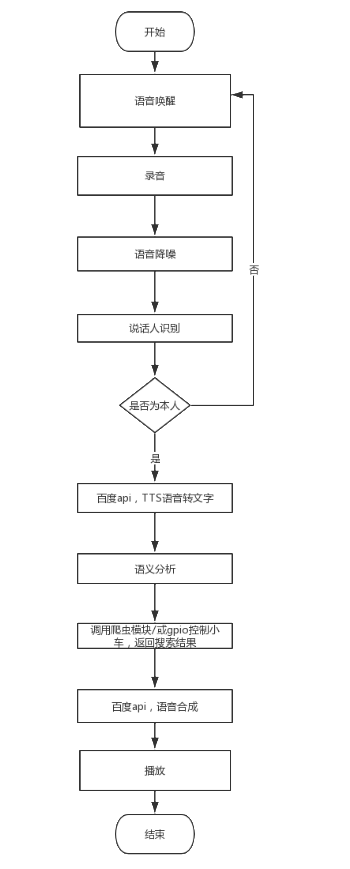 开始
语音唤醒
录音
语音降噪
说话人识别
否
是否为本人
是
百度api，TTS语音转文字
语义分析
调用爬虫模块/或gpio控制小
车，返回搜索结果
百度api，语音合成
播放
结束